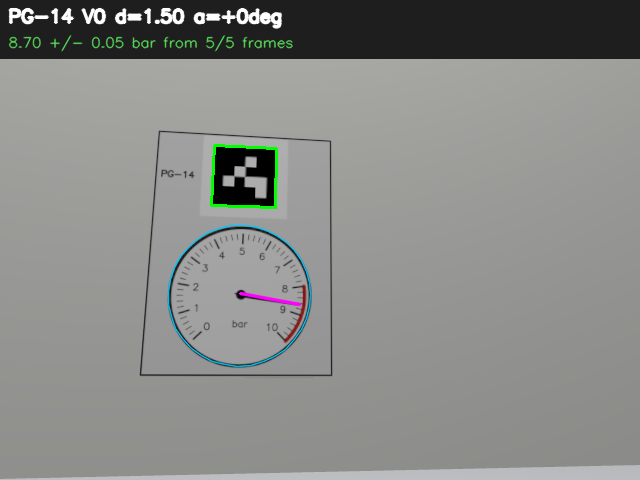 PG-14 V0 d=1.50 a=+0deg
8.70 +/- 0.05 bar from 5/5 frames
PG-14
0 1 2 3 4 5 6 7 8 9 10
bar